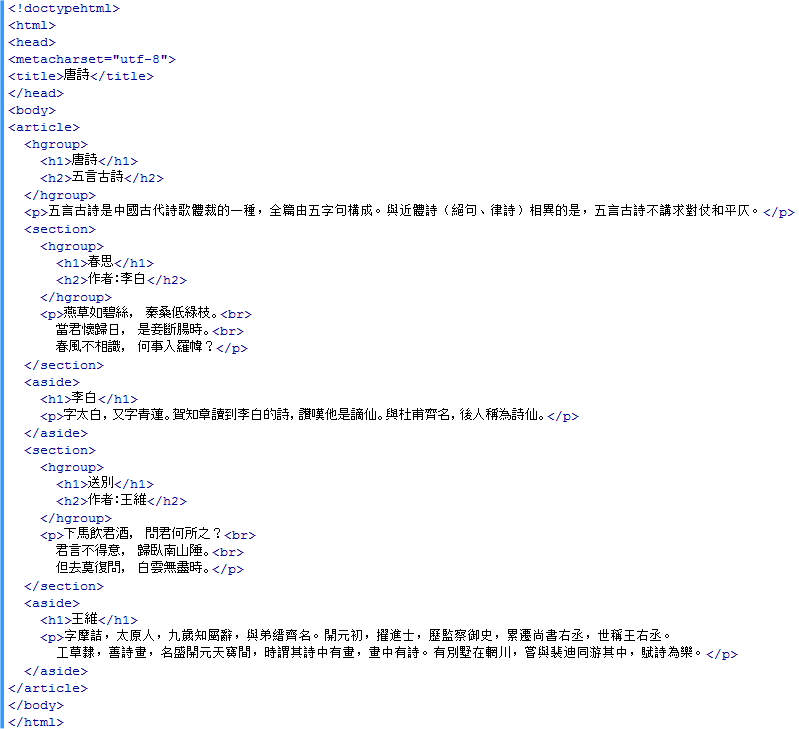 <!doctypehtml>
<html>
<head>
<metacharset="utf-8">
<title>唐詩</title>
</head>
<body>
<article>
<hgroup>
<h1>唐詩</h1>
<h2>五言古詩</h2>
</hgroup>
<p>五言古詩是中國古代詩歌體裁的一種，全篇由五字句構成。與近體詩（絕句、律詩）相異的是，五言古詩不講求對仗和平仄。</p>
<section>
<hgroup>
<h1>春思</h1>
<h2>作者:李白</h2>
</hgroup>
<p>燕草如碧絲， 秦桑低綠枝。<br>
當君懷歸日， 是妾斷腸時。<br>
春風不相識， 何事入羅幃？</p>
</section>
<aside>
<h1>李白</h1>
<p>字太白，又字青蓮。賀知章讀到李白的詩，讚嘆他是謫仙。與杜甫齊名，後人稱為詩仙。</p>
</aside>
<section>
<hgroup>
<h1>送別</h1>
<h2>作者:王維</h2>
</hgroup>
<p>下馬飲君酒， 問君何所之？<br>
君言不得意， 歸臥南山陲。<br>
但去莫復問， 白雲無盡時。</p>
</section>
<aside>
<h1>王維</h1>
<p>字摩詰，太原人，九歲知屬辭，與弟縉齊名。開元初，擢進士，歷監察御史，累遷尚書右丞，世稱王右丞。
工草隸，善詩畫，名盛開元天寶間，時謂其詩中有畫，畫中有詩。有別墅在輞川，嘗與裴迪同游其中，賦詩為樂。</p>
</aside>
</article>
</body>
</html>